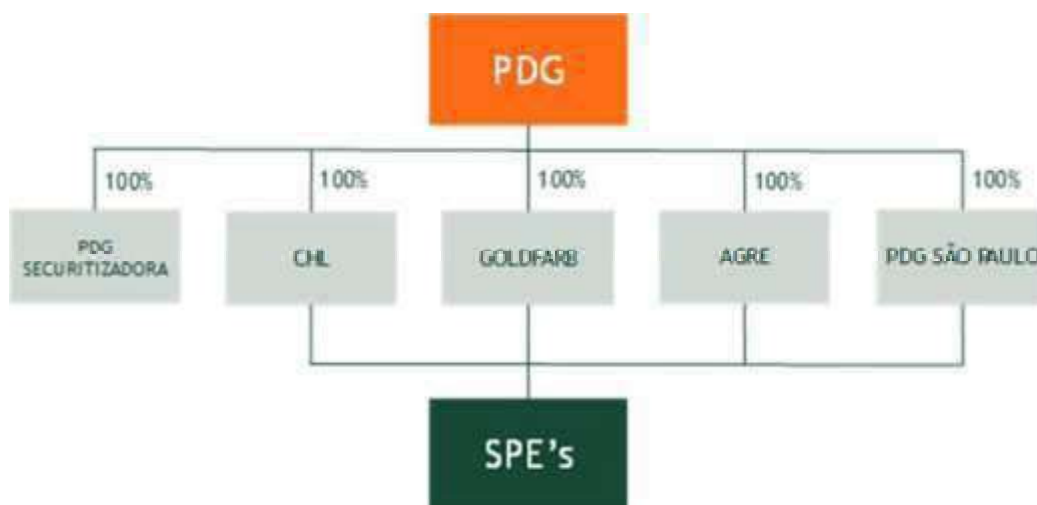 PDG
100%
100%
100%
100%
100%
PDG
SECURITIZADORA
CHL
GOLDFARB
AGRE
PDG SÃO PAULO
SPE's